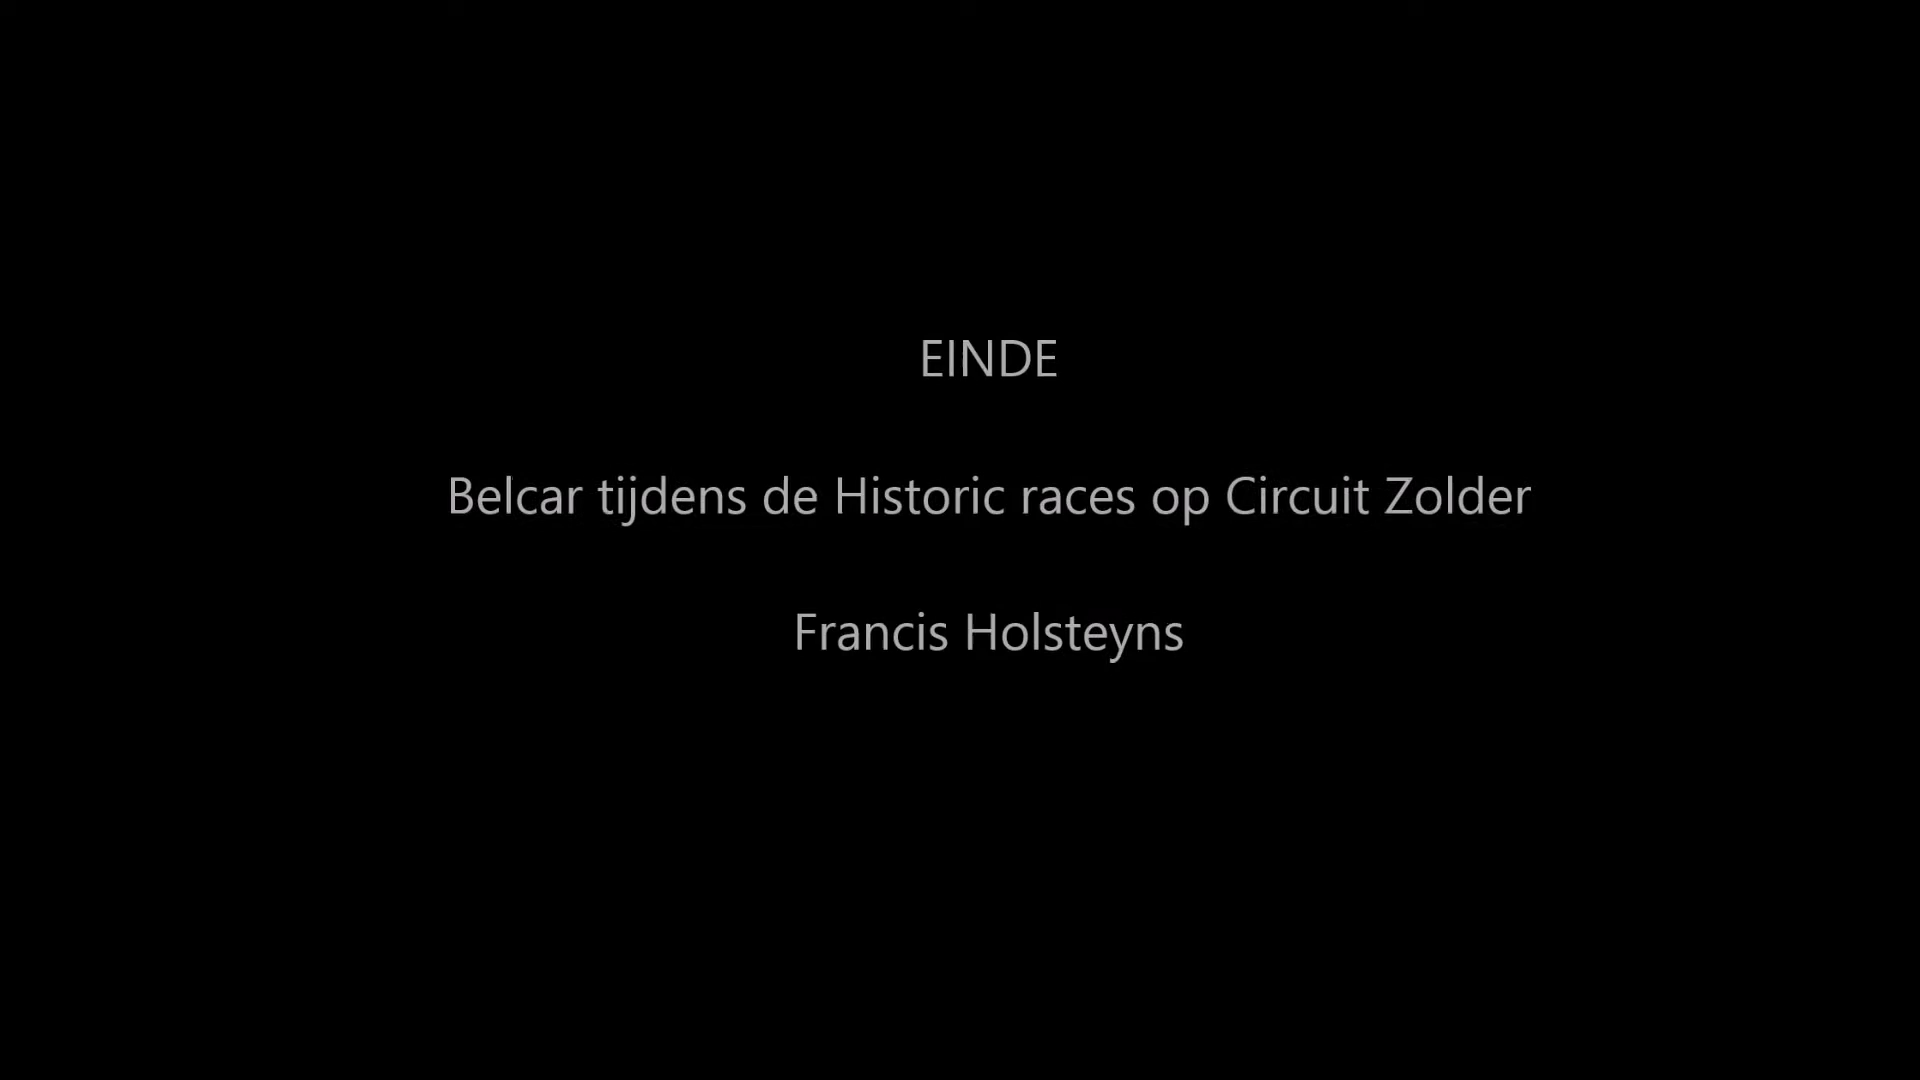 EINDE
Belcar tijdens de Historic races op Circuit Zolder
Francis Holsteyns